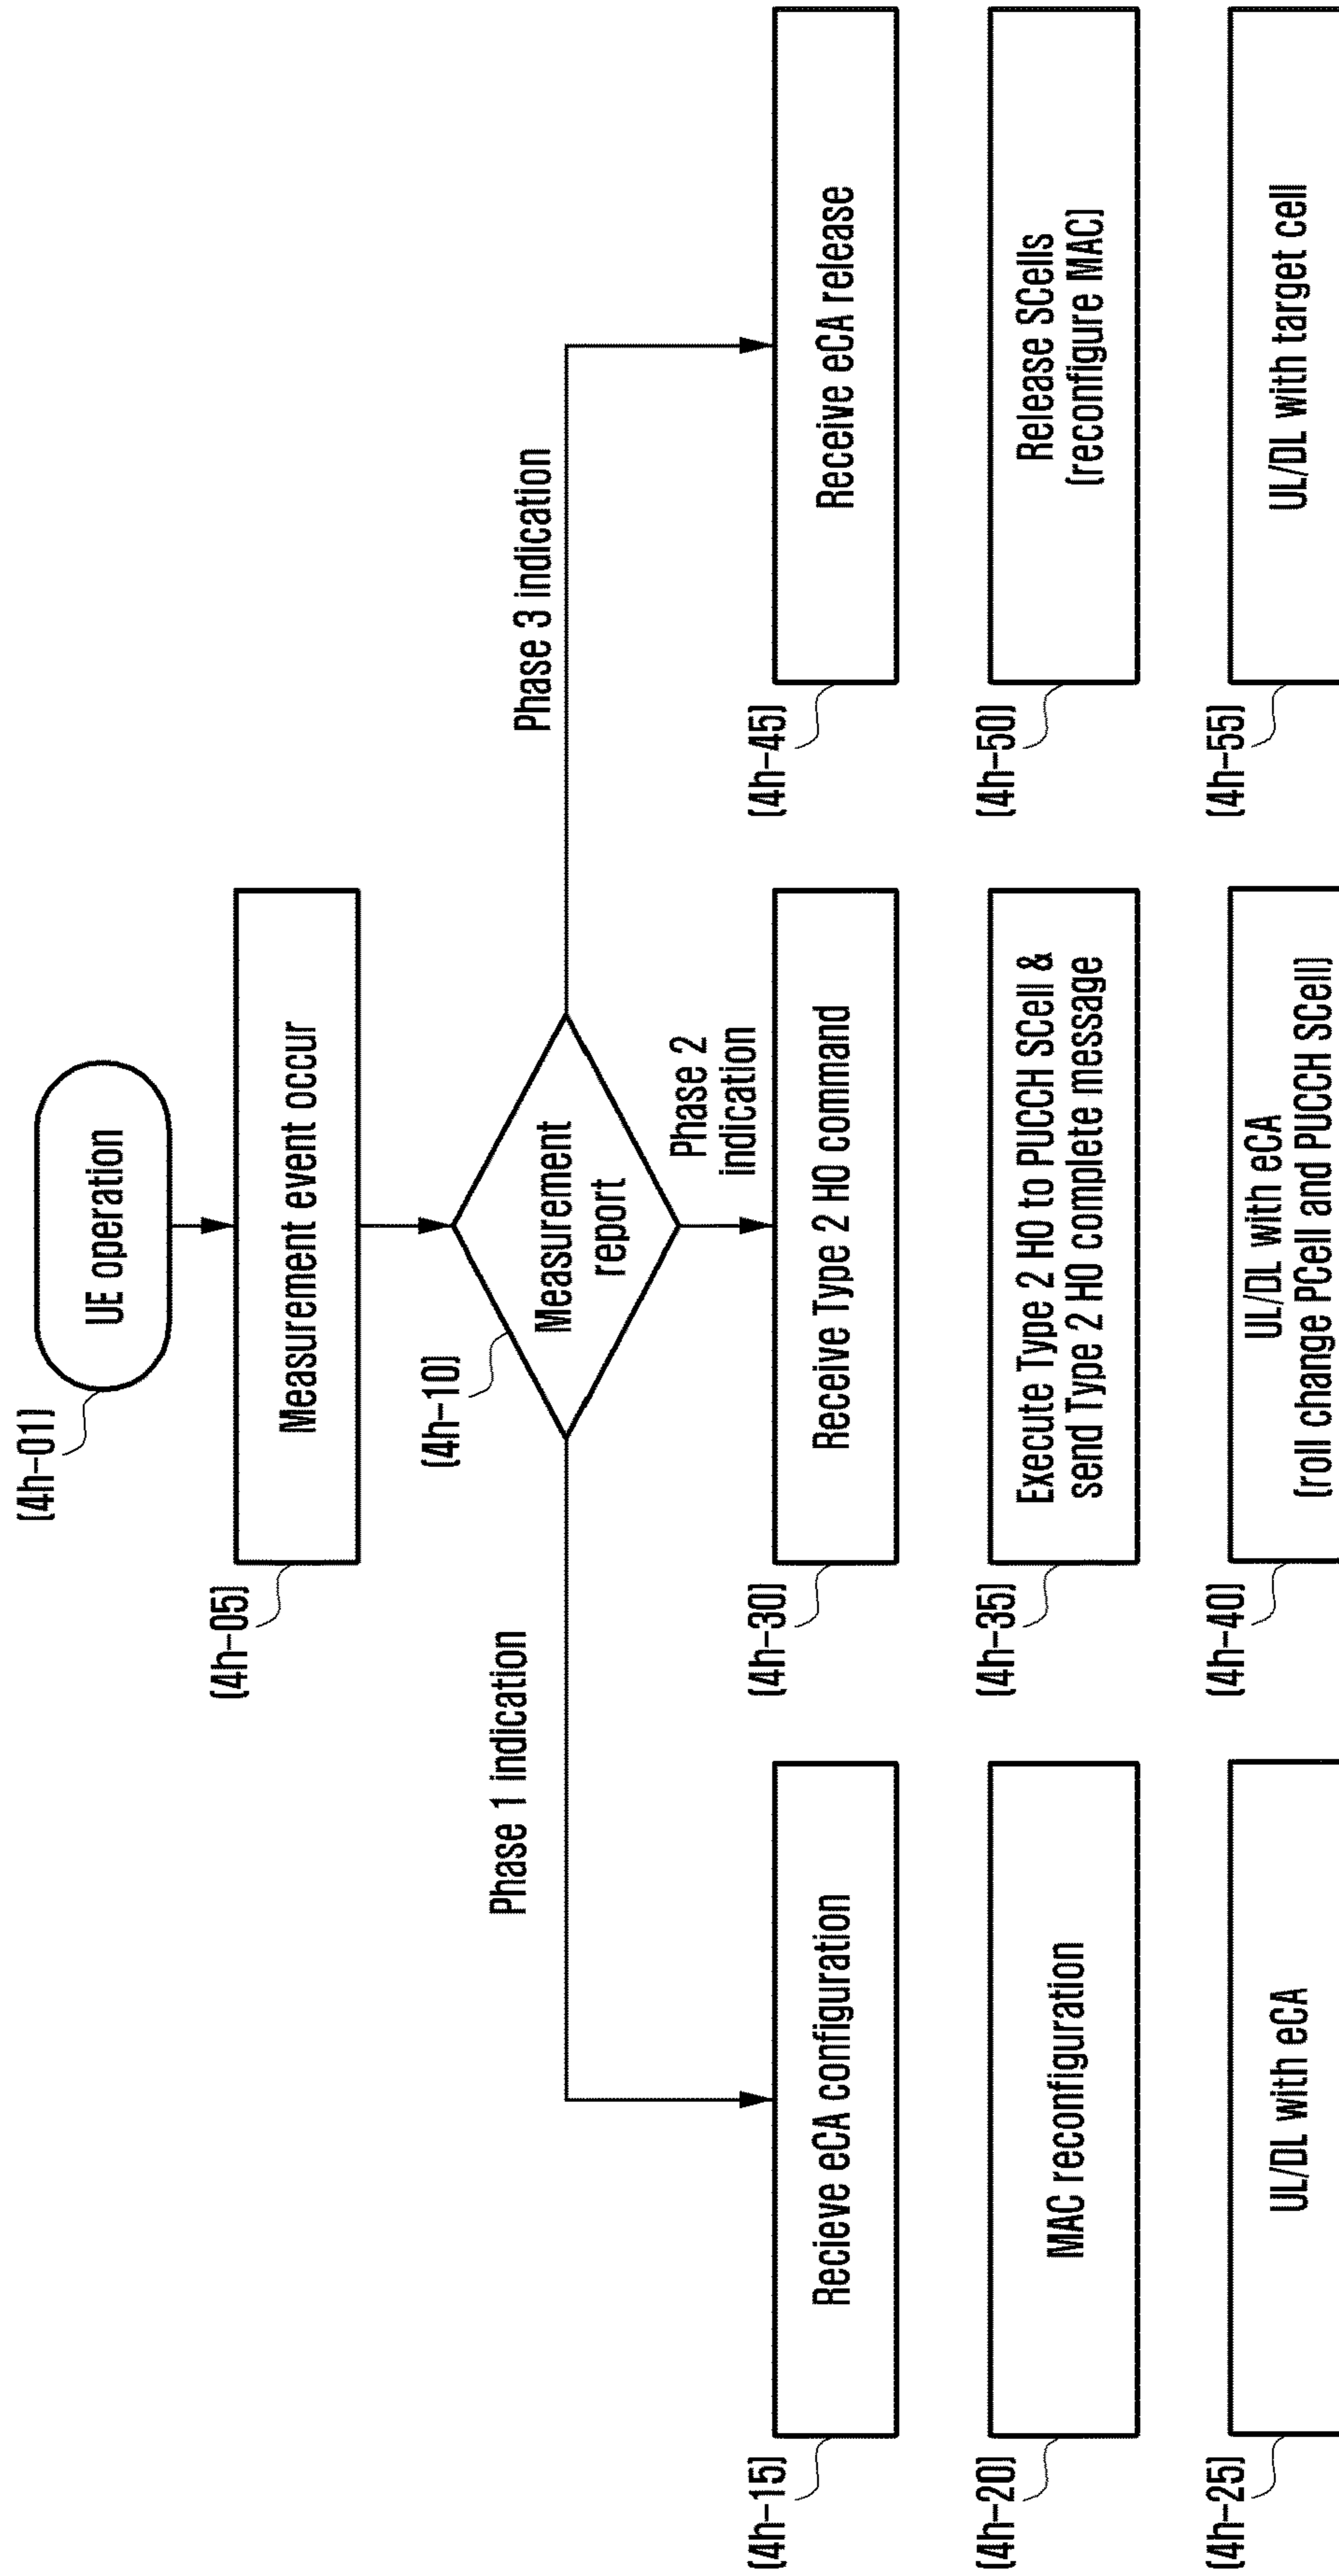 (4h-01)
UE operation
(4h-05)
Measurement event occur
(4h-10)
Measurement
report
Phase 1 indication
Phase 2
indication
Phase 3 indication
(4h-15)
Recieve eCA configuration
(4h-30)
Receive Type 2 HO command
(4h-45)
Receive eCA release
(4h-20)
MAC reconfiguration
(4h-35)
Execute Type 2 HO to PUCCH SCell &
send Type 2 HO complete message
(4h-50)
Release SCells
(reconfigure MAC)
(4h-25)
UL/DL with eCA
(4h-40)
UL/DL with eCA
(roll change PCell and PUCCH SCell)
(4h-55)
UL/DL with target cell